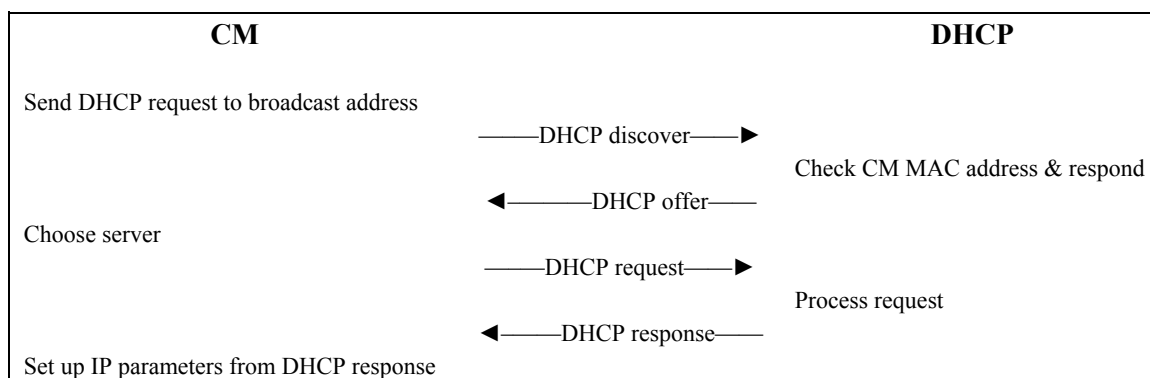 CM DHCP
Send DHCP request to broadcast address
DHCP discover
Check CM MAC address & respond
DHCP offer
Choose server
DHCP request
Process request
DHCP response
Set up IP parameters from DHCP response